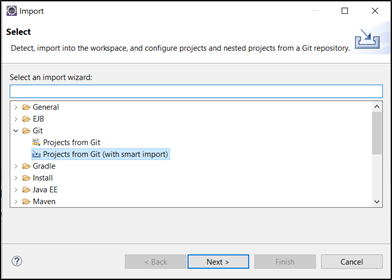 Import
Select
Detect, import into the workspace, and configure projects and nested projects from a Git repository.
Select an import wizard:
General
EJB
Git
Projects from Git
Projects from Git (with smart import)
Gradle
Install
Java EE
Maven
? < Back Next > Finish Cancel